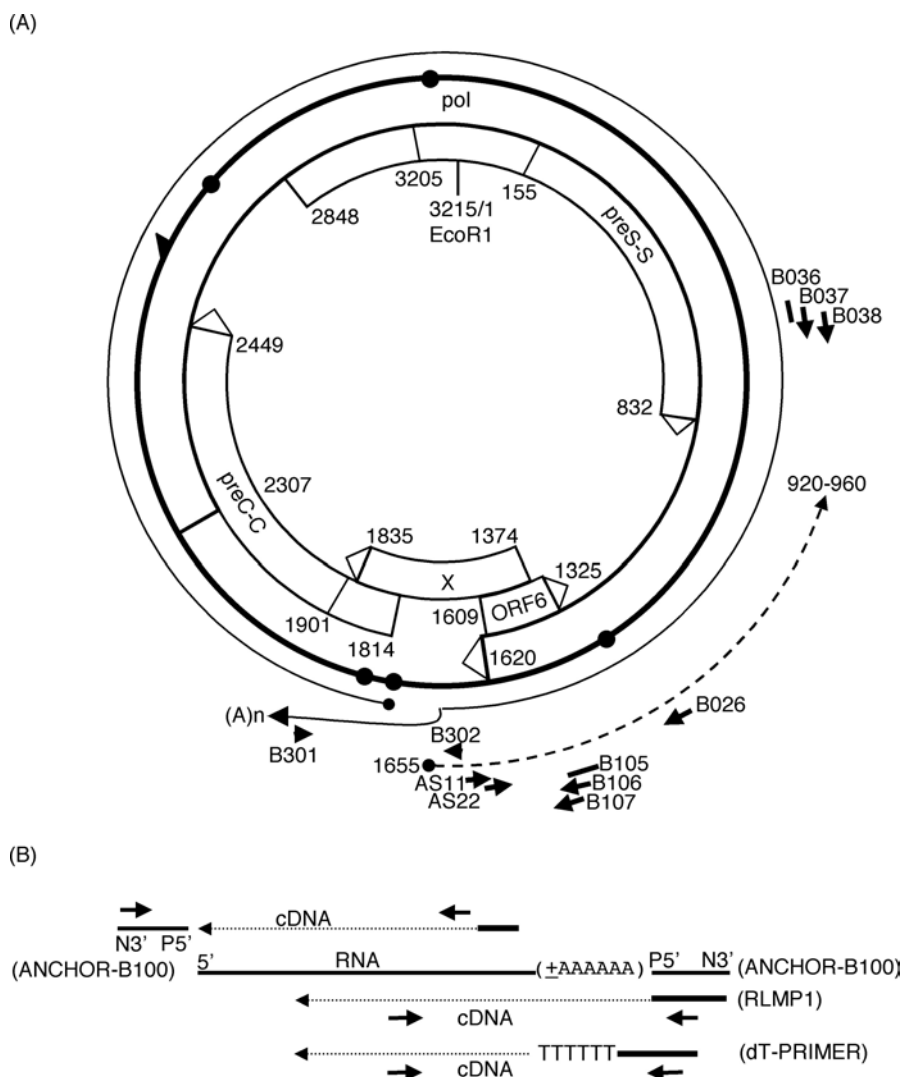 (A)
pol
3205
155
2848
3215/1
EcoR1
preS-S
B036
B037
B038
2449
832
preC-C
2307
920-960
1835
1374
1325
X
ORF6
1901
1609
1814
1620
(A)n
B026
B301
B302
1655
B105
AS11
B106
AS22
B107
(B)
cDNA
N3' P5'
(ANCHOR-B100)
5' RNA (+AAAAAA) P5' N3' (ANCHOR-B100)
(RLMP1)
cDNA
TTTTTT (dT-PRIMER)
cDNA